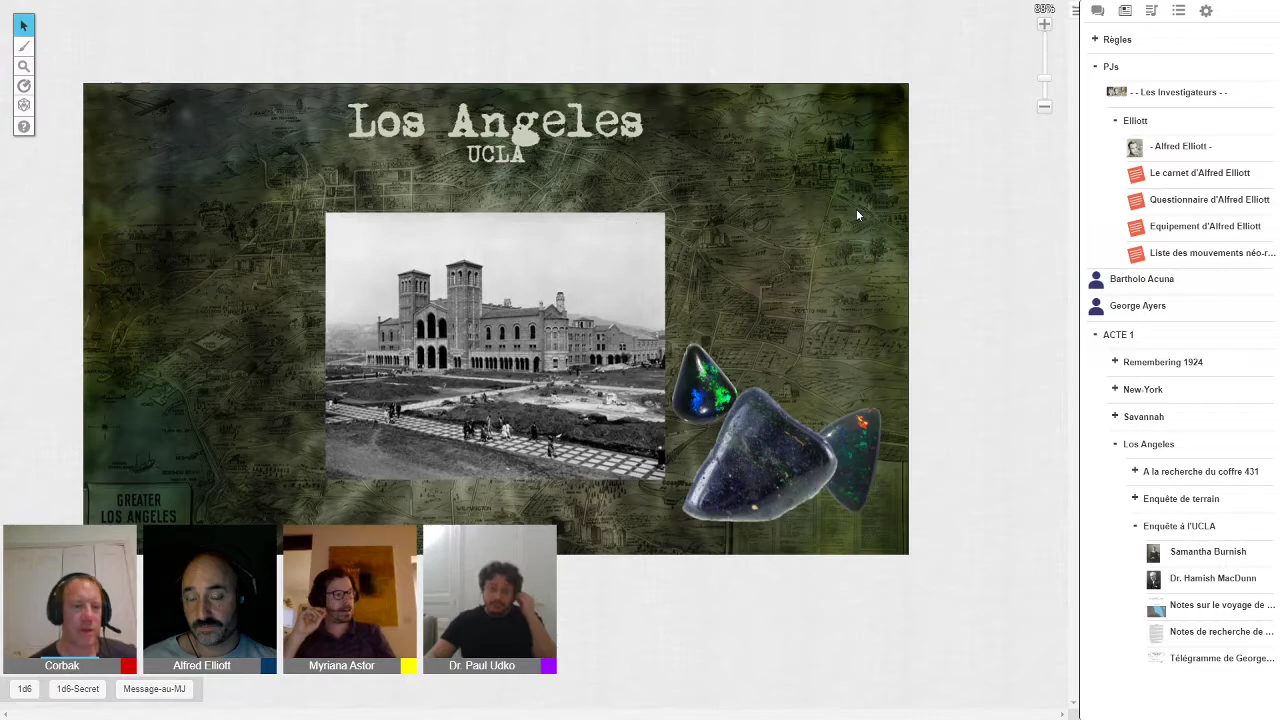 88%
Los Angeles
UCLA
GREATER
LOS ANGELES
Corbak
Alfred Elliott
Myriana Astor
Dr. Paul Udko
1d6
1d6-Secret
Message-au-MJ
Règles
PJs
- - Les Investigateurs - -
Elliott
- Alfred Elliott -
Le carnet d'Alfred Elliott
Questionnaire d'Alfred Elliott
Equipement d'Alfred Elliott
Liste des mouvements néo-r...
Bartholo Acuna
George Ayers
ACTE 1
Remembering 1924
New-York
Savannah
Los Angeles
A la recherche du coffre 431
Enquête de terrain
Enquête á l'UCLA
Samantha Burnish
Dr. Hamish MacDunn
Notes sur le voyage de ...
Notes de recherche de ...
Télégramme de George...